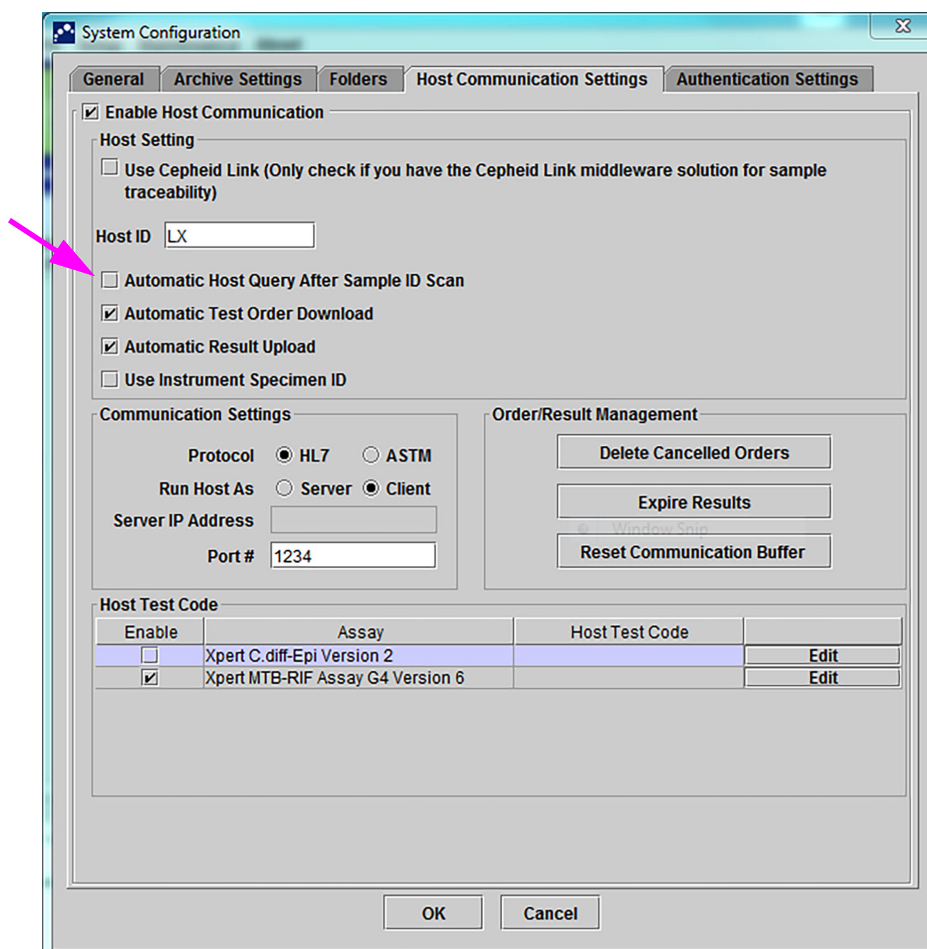 System Configuration
General Archive Settings Folders Host Communication Settings Authentication Settings
Enable Host Communication
Host Setting
Use Cepheid Link (Only check if you have the Cepheid Link middleware solution for sample
traceability)
Host ID LX
Automatic Host Query After Sample ID Scan
Automatic Test Order Download
Automatic Result Upload
Use Instrument Specimen ID
Communication Settings
Protocol HL7 ASTM
Run Host As Server Client
Server IP Address
Port # 1234
Order/Result Management
Delete Cancelled Orders
Expire Results
Window Snip
Reset Communication Buffer
Host Test Code
Enable Assay Host Test Code
Xpert C.diff-Epi Version 2 Edit
Xpert MTB-RIF Assay G4 Version 6 Edit
OK Cancel